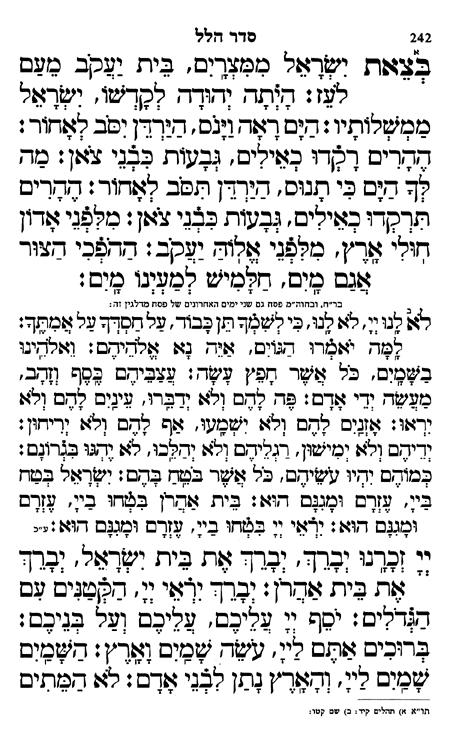 242
סדר הלל
בְּצֵאת יִשְׂרָאֵל מִמִּצְרָיִם, בֵּית יַעֲקֹב מֵעַם
לֹעֵז: הָיְתָה יְהוּדָה לְקָדְשׁוֹ, יִשְׂרָאֵל
מַמְשְׁלוֹתָיו: הַיָּם רָאָה וַיָּנֹס, הַיַּרְדֵּן יִסֹּב לְאָחוֹר:
הֶהָרִים רָקְדוּ כְאֵילִים, גְּבָעוֹת כִּבְנֵי צֹאן: מַה
לְּךָ הַיָּם כִּי תָנוּס, הַיַּרְדֵּן תִּסֹּב לְאָחוֹר: הֶהָרִים
תִּרְקְדוּ כְאֵילִים, גְּבָעוֹת כִּבְנֵי צֹאן: מִלִּפְנֵי אָדוֹן
חוּלִי אָרֶץ, מִלִּפְנֵי אֱלוֹהַּ יַעֲקֹב: הַהֹפְכִי הַצּוּר
אֲגַם מָיִם, חַלָּמִישׁ לְמַעְיְנוֹ מָיִם:
בר״ח, ובחוה״מ פסח גם שני ימים האחרונים של פסח מדלגין זה:
לֹא לָנוּ יְיָ, לֹא לָנוּ, כִּי לְשִׁמְךָ תֵּן כָּבוֹד, עַל חַסְדְּךָ עַל אֲמִתֶּךָ:
לָמָּה יֹאמְרוּ הַגּוֹיִם, אַיֵּה נָא אֱלֹהֵיהֶם: וֵאלֹהֵינוּ
בַשָּׁמָיִם, כֹּל אֲשֶׁר חָפֵץ עָשָׂה: עֲצַבֵּיהֶם כֶּסֶף וְזָהָב,
מַעֲשֵׂה יְדֵי אָדָם: פֶּה לָהֶם וְלֹא יְדַבֵּרוּ, עֵינַיִם לָהֶם וְלֹא
יִרְאוּ: אָזְנַיִם לָהֶם וְלֹא יִשְׁמָעוּ, אַף לָהֶם וְלֹא יְרִיחוּן:
יְדֵיהֶם וְלֹא יְמִישׁוּן, רַגְלֵיהֶם וְלֹא יְהַלֵּכוּ, לֹא יֶהְגּוּ בִּגְרוֹנָם:
כְּמוֹהֶם יִהְיוּ עֹשֵׂיהֶם, כֹּל אֲשֶׁר בֹּטֵחַ בָּהֶם: יִשְׂרָאֵל בְּטַח
בַּייָ, עֶזְרָם וּמָגִנָּם הוּא: בֵּית אַהֲרֹן בִּטְחוּ בַייָ, עֶזְרָם
וּמָגִנָּם הוּא: יִרְאֵי יְיָ בִּטְחוּ בַייָ, עֶזְרָם וּמָגִנָּם הוּא: ע״כ
יְיָ זְכָרָנוּ יְבָרֵךְ, יְבָרֵךְ אֶת בֵּית יִשְׂרָאֵל, יְבָרֵךְ
אֶת בֵּית אַהֲרֹן: יְבָרֵךְ יִרְאֵי יְיָ, הַקְּטַנִּים עִם
הַגְּדֹלִים: יֹסֵף יְיָ עֲלֵיכֶם, עֲלֵיכֶם וְעַל בְּנֵיכֶם:
בְּרוּכִים אַתֶּם לַייָ, עֹשֵׂה שָׁמַיִם וָאָרֶץ: הַשָּׁמַיִם
שָׁמַיִם לַייָ, וְהָאָרֶץ נָתַן לִבְנֵי אָדָם: לֹא הַמֵּתִים
תו״א א) תהלים קיד: ב) שם קטו: